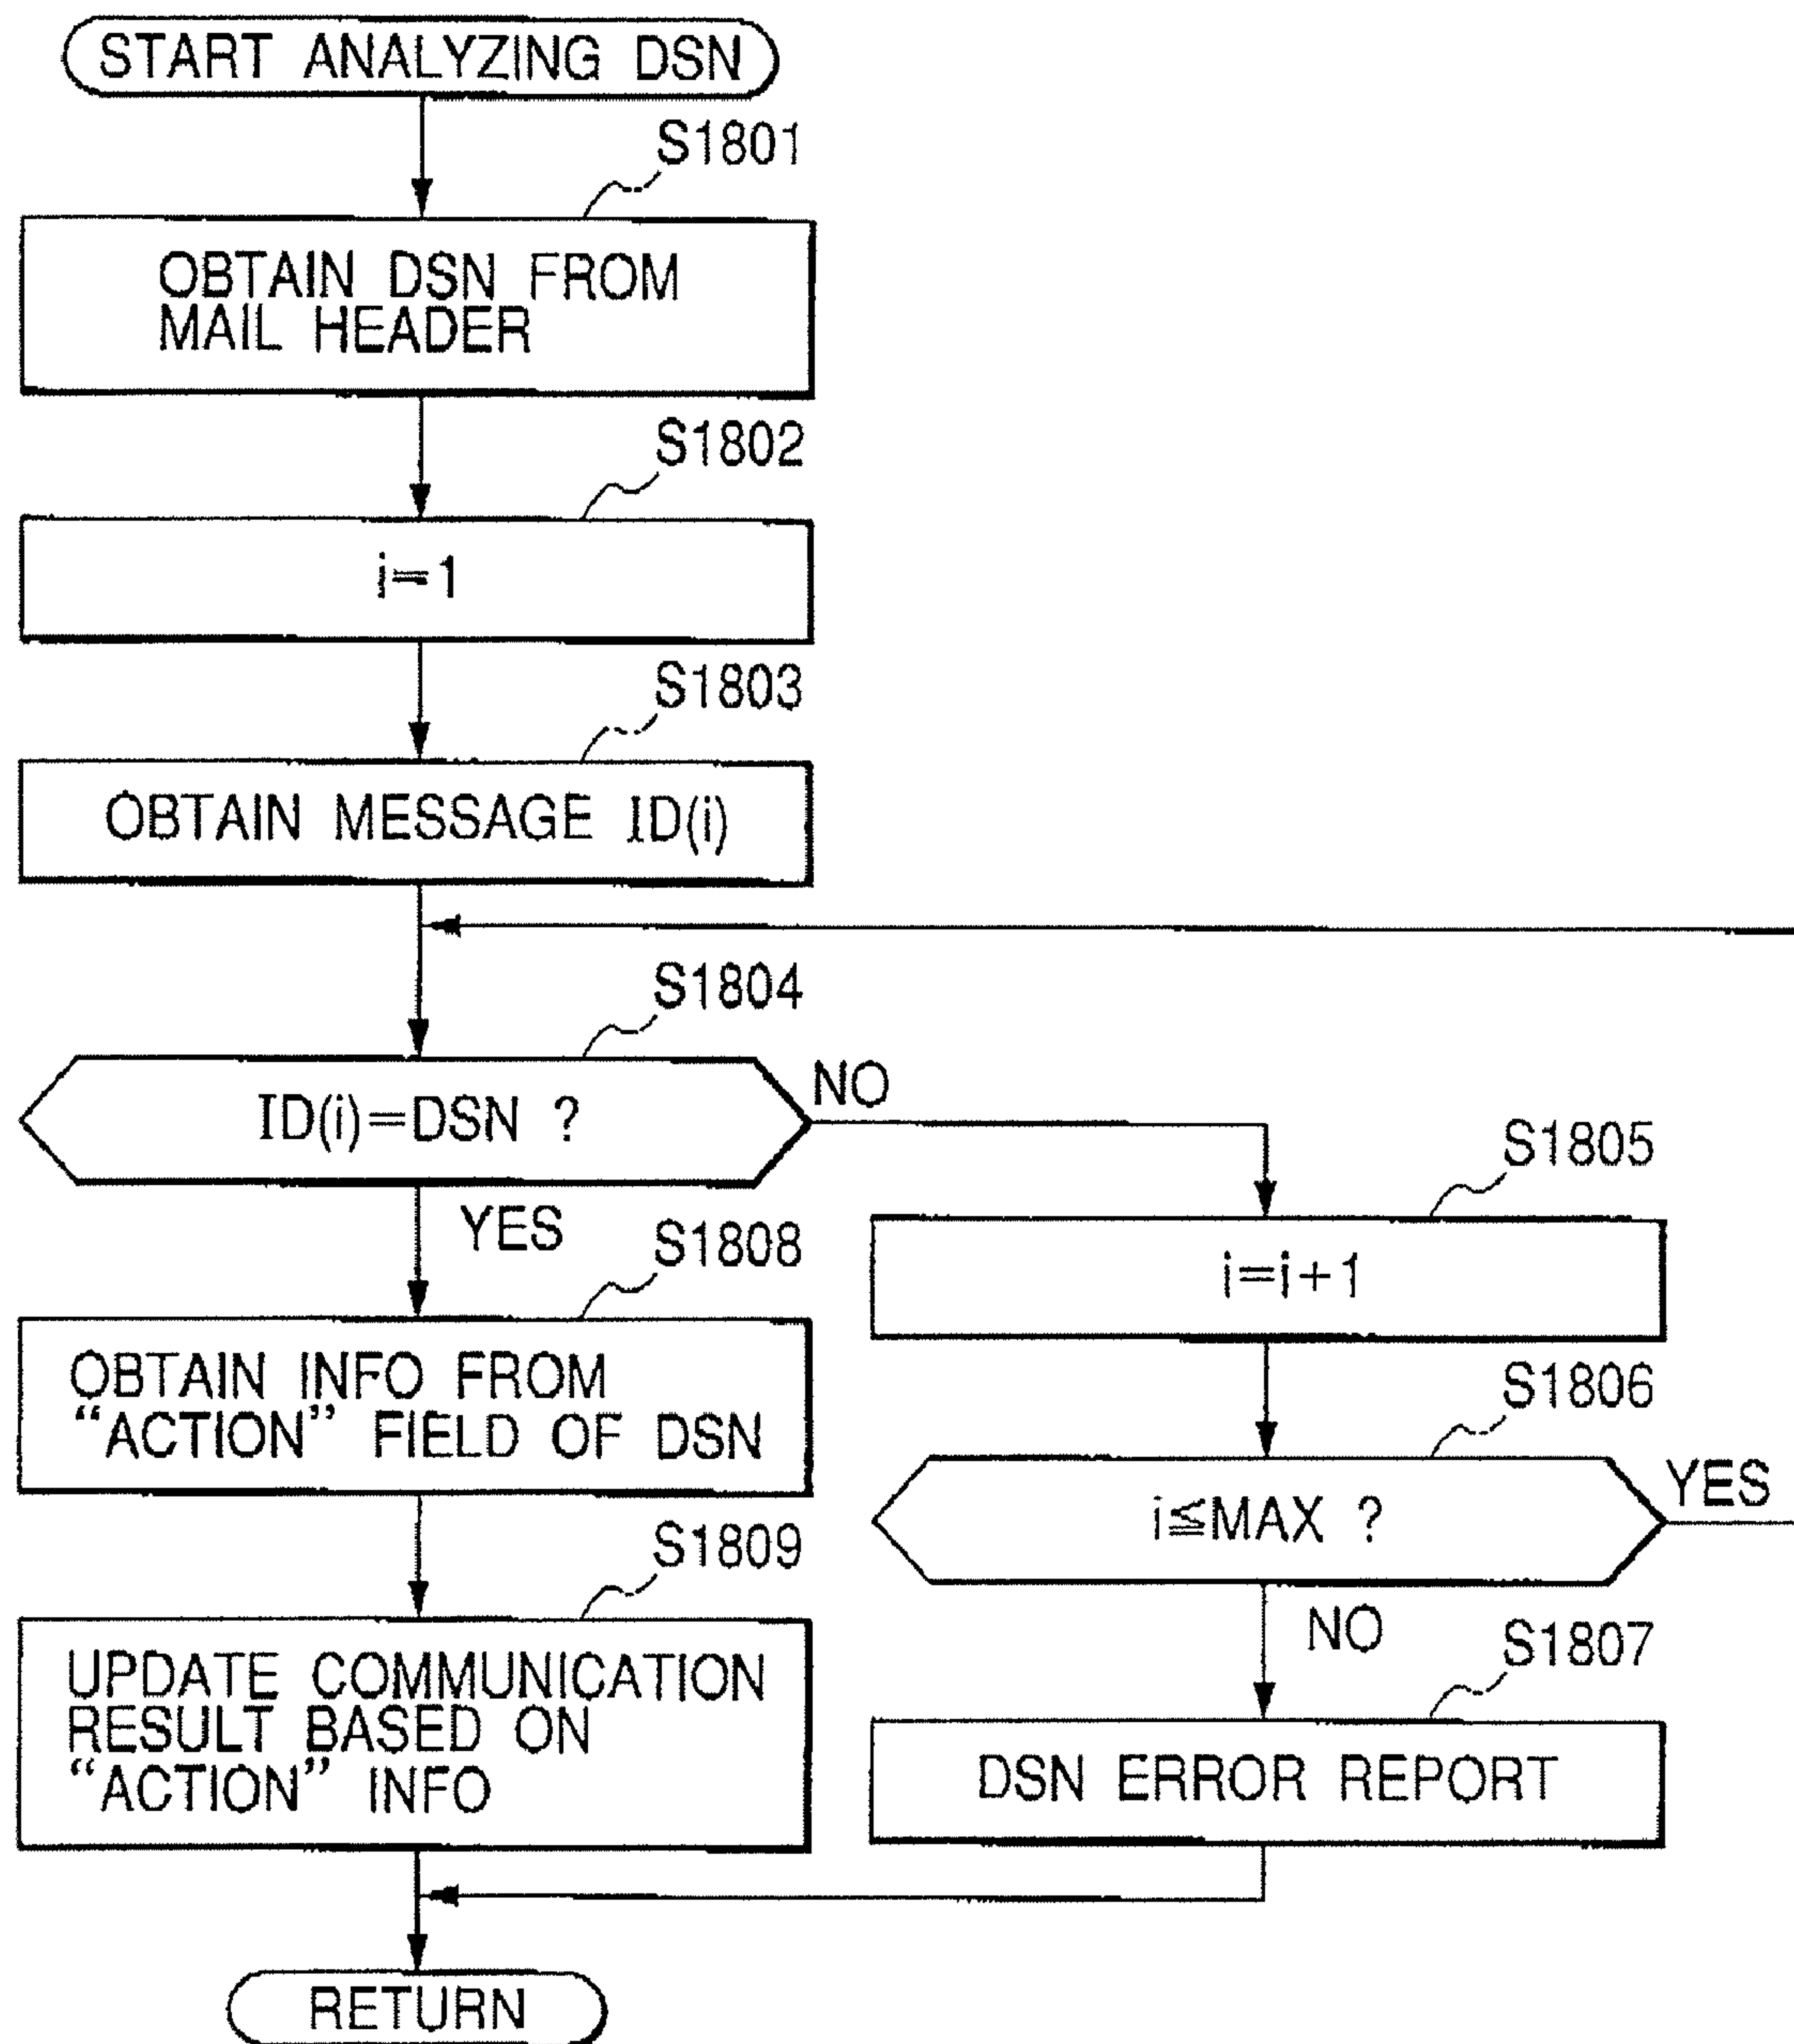 START ANALYZING DSN
S1801
OBTAIN DSN FROM
MAIL HEADER
S1802
i=1
S1803
OBTAIN MESSAGE ID(i)
S1804
ID(i)=DSN ?
NO
YES
S1805
i=i+1
S1806
i≦MAX ?
YES
NO
S1807
DSN ERROR REPORT
S1808
OBTAIN INFO FROM
“ACTION” FIELD OF DSN
S1809
UPDATE COMMUNICATION
RESULT BASED ON
“ACTION” INFO
RETURN